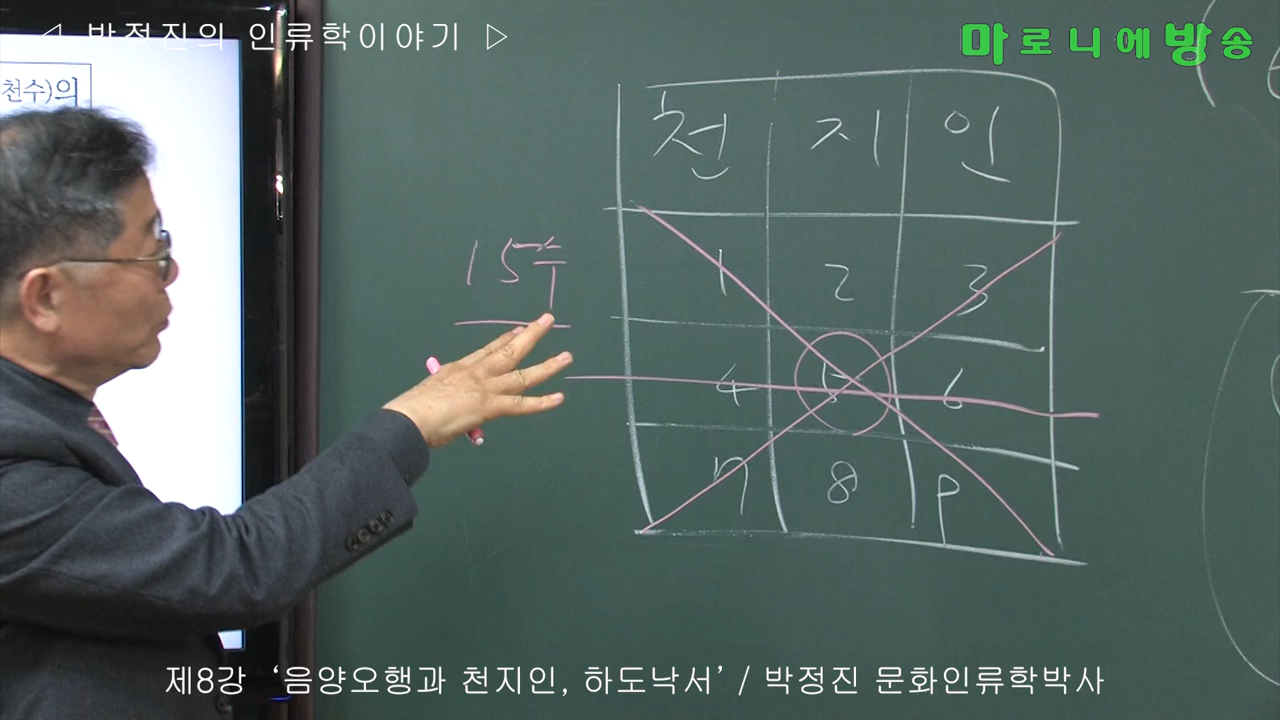 ◁ 박정진의 인류학이야기 ▷
마로니에방송
천수)의
천 지 인
1 2 3
15수
4 5 6
7 8 9
제8강 ‘음양오행과 천지인, 하도낙서’ / 박정진 문화인류학박사